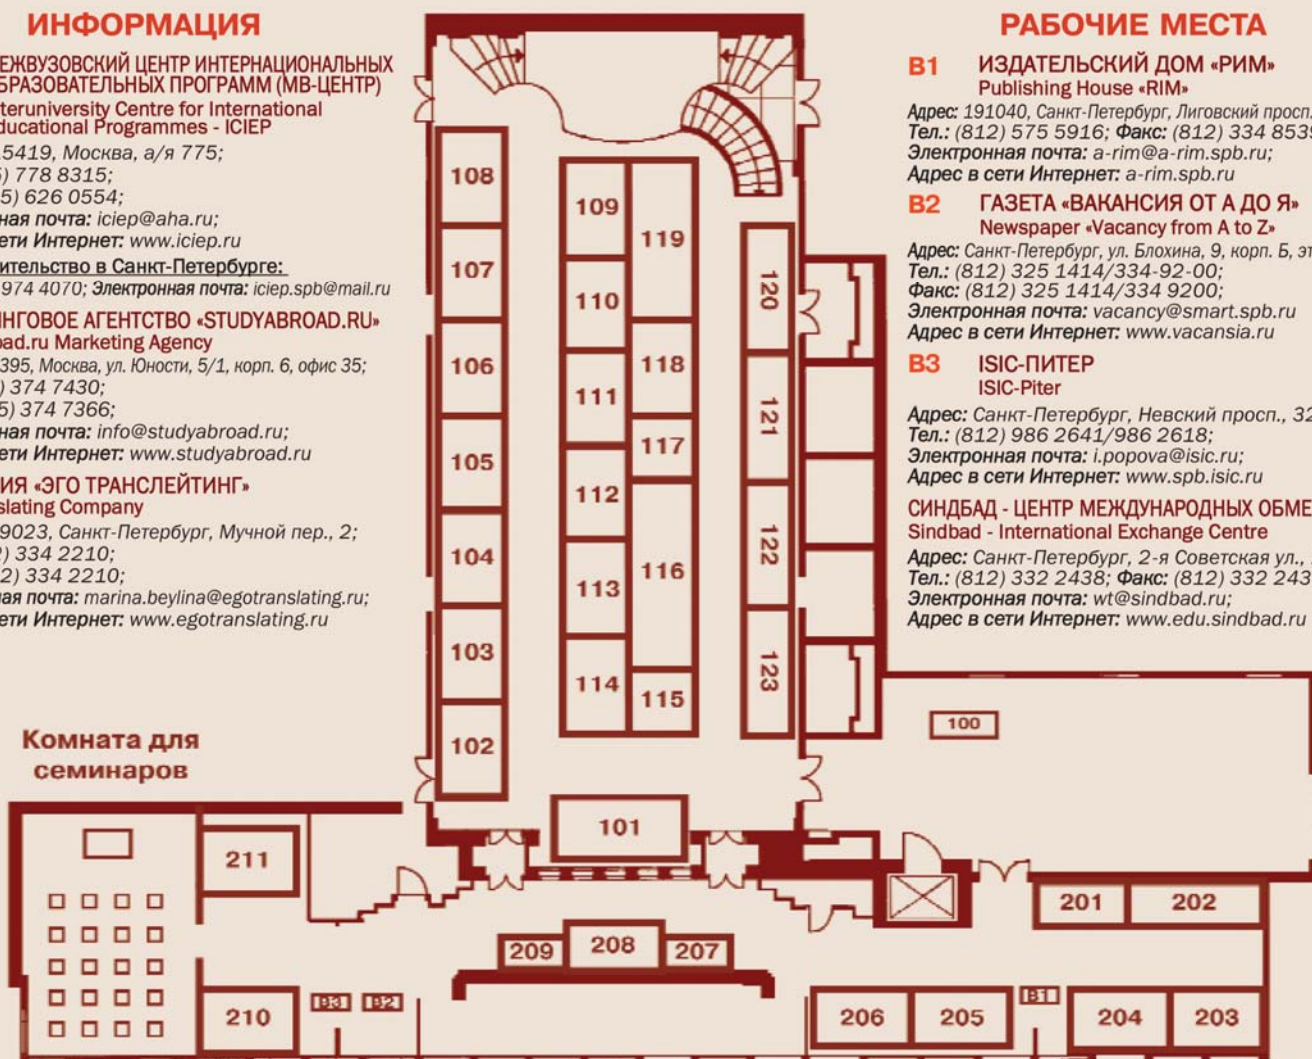 ИНФОРМАЦИЯ
ЕЖВУЗОВСКИЙ ЦЕНТР ИНТЕРНАЦИОНАЛЬНЫХ
БРАЗОВАТЕЛЬНЫХ ПРОГРАММ (МВ-ЦЕНТР)
teruniversity Centre for International
ducational Programmes - ICIEP
5419, Москва, а/я 775;
) 778 8315;
5) 626 0554;
ная почта: iciep@aha.ru;
ети Интернет: www.iciep.ru
ительство в Санкт-Петербурге:
974 4070; Электронная почта: iciep.spb@mail.ru
НГОВОЕ АГЕНТСТВО «STUDYABROAD.RU»
oad.ru Marketing Agency
395, Москва, ул. Юности, 5/1, корп. 6, офис 35;
) 374 7430;
5) 374 7366;
ная почта: info@studyabroad.ru;
ети Интернет: www.studyabroad.ru
ИЯ «ЭГО ТРАНСЛЕЙТИНГ»
slating Company
9023, Санкт-Петербург, Мучной пер., 2;
2) 334 2210;
2) 334 2210;
ая почта: marina.beylina@egotranslating.ru;
ети Интернет: www.egotranslating.ru
РАБОЧИЕ МЕСТА
B1 ИЗДАТЕЛЬСКИЙ ДОМ «РИМ»
Publishing House «RIM»
Адрес: 191040, Санкт-Петербург, Лиговский просп.
Тел.: (812) 575 5916; Факс: (812) 334 8539
Электронная почта: a-rim@a-rim.spb.ru;
Адрес в сети Интернет: a-rim.spb.ru
B2 ГАЗЕТА «ВАКАНСИЯ ОТ А ДО Я»
Newspaper «Vacancy from A to Z»
Адрес: Санкт-Петербург, ул. Блохина, 9, корп. Б, эт
Тел.: (812) 325 1414/334-92-00;
Факс: (812) 325 1414/334 9200;
Электронная почта: vacancy@smart.spb.ru
Адрес в сети Интернет: www.vacansia.ru
B3 ISIC-ПИТЕР
ISIC-Piter
Адрес: Санкт-Петербург, Невский просп., 32
Тел.: (812) 986 2641/986 2618;
Электронная почта: i.popova@isic.ru;
Адрес в сети Интернет: www.spb.isic.ru
СИНДБАД - ЦЕНТР МЕЖДУНАРОДНЫХ ОБМЕ
Sindbad - International Exchange Centre
Адрес: Санкт-Петербург, 2-я Советская ул.,
Тел.: (812) 332 2438; Факс: (812) 332 243
Электронная почта: wt@sindbad.ru;
Адрес в сети Интернет: www.edu.sindbad.ru
108
107
106
105
104
103
102
109
110
111
112
113
114
119
118
117
116
115
120
121
122
123
100
101
Комната для
семинаров
211
210
B3
B2
209
208
207
201
202
206
205
B1
204
203